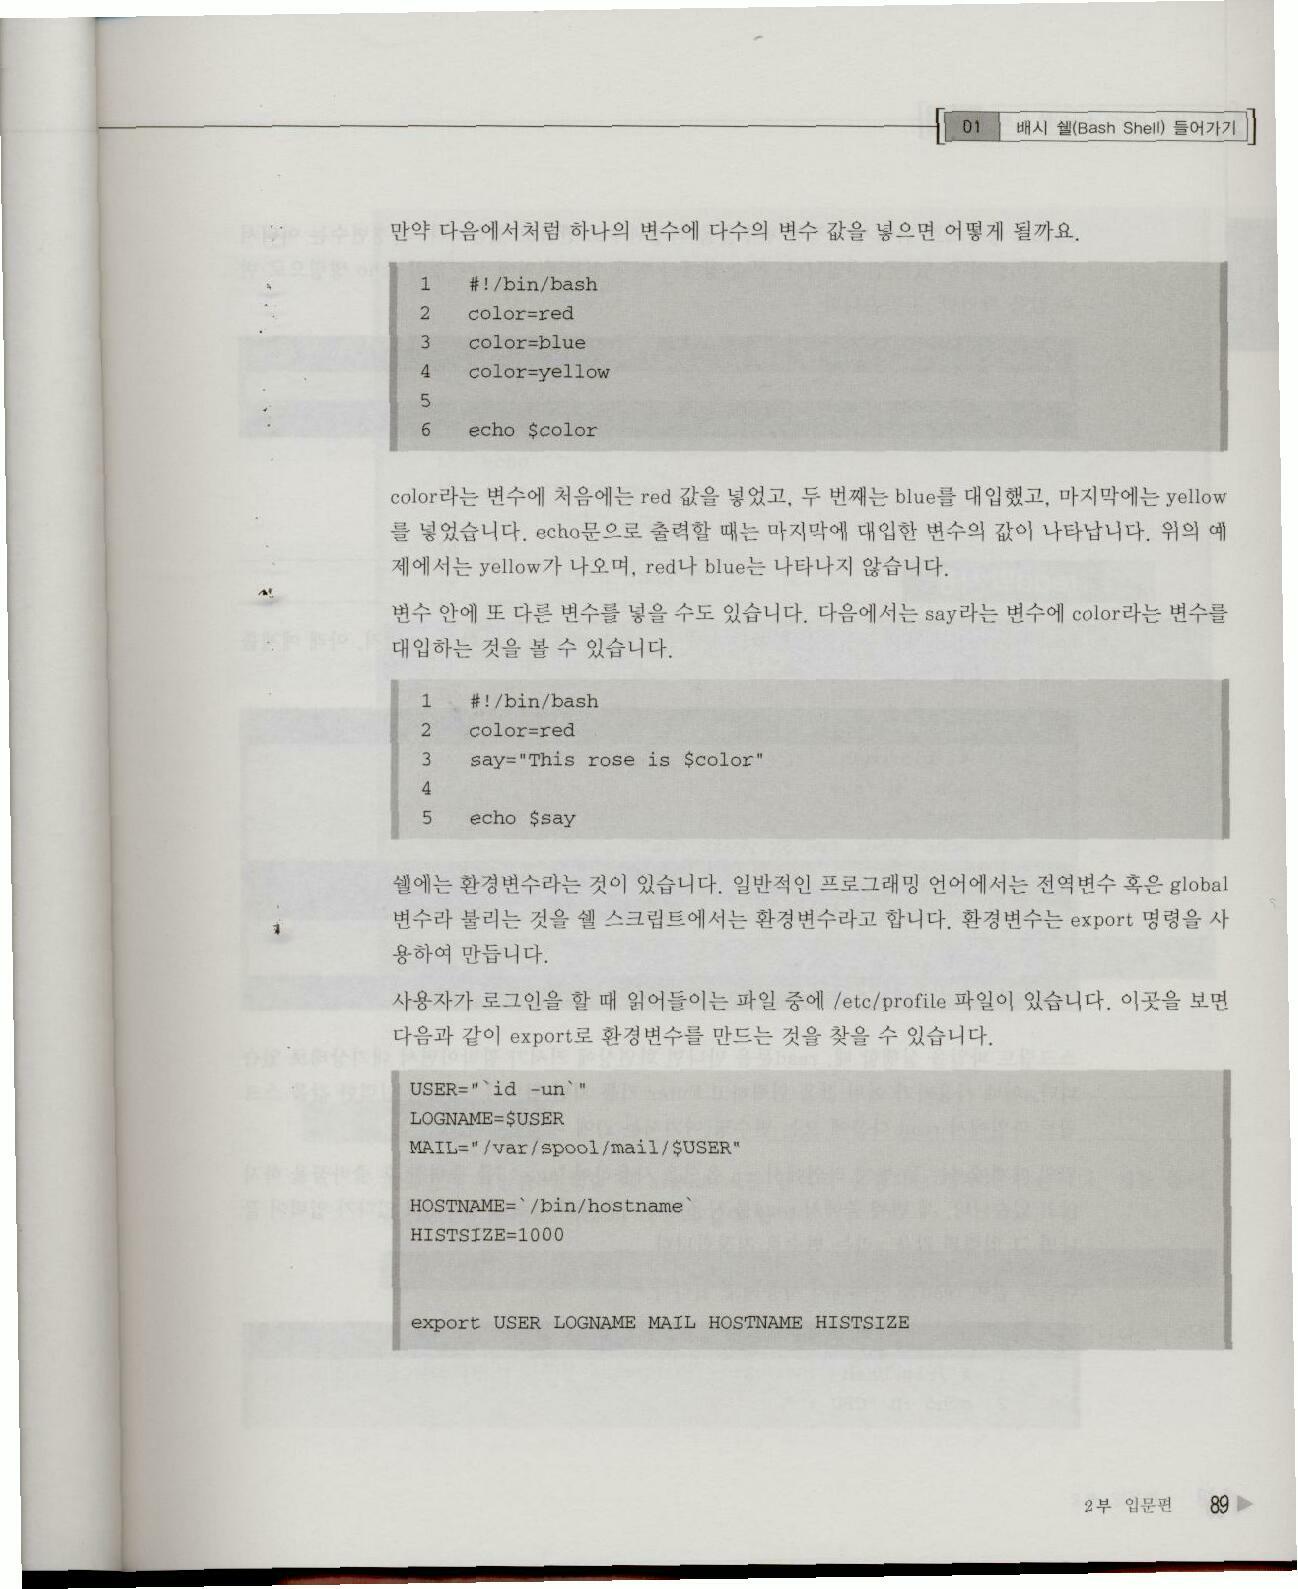 01 배시 쉘(Bash Shell) 들어가기
만약 다음에서처럼 하나의 변수에 다수의 변수 값을 넣으면 어떻게 될까요.
1 #!/bin/bash
2 color=red
3 color=blue
4 color=yellow
5
6 echo $color
color라는 변수에 처음에는 red 값을 넣었고, 두 번째는 blue를 대입했고, 마지막에는 yellow
를 넣었습니다. echo문으로 출력할 때는 마지막에 대입한 변수의 값이 나타납니다. 위의 예
제에서는 yellow가 나오며, red나 blue는 나타나지 않습니다.
변수 안에 또 다른 변수를 넣을 수도 있습니다. 다음에서는 say라는 변수에 color라는 변수를
대입하는 것을 볼 수 있습니다.
1 #!/bin/bash
2 color=red
3 say="This rose is $color"
4
5 echo $say
쉘에는 환경변수라는 것이 있습니다. 일반적인 프로그래밍 언어에서는 전역변수 혹은 global
변수라 불리는 것을 쉘 스크립트에서는 환경변수라고 합니다. 환경변수는 export 명령을 사
용하여 만듭니다.
사용자가 로그인을 할 때 읽어들이는 파일 중에 /etc/profile 파일이 있습니다. 이곳을 보면
다음과 같이 export로 환경변수를 만드는 것을 찾을 수 있습니다.
USER="`id -un`"
LOGNAME=$USER
MAIL="/var/spool/mail/$USER"
HOSTNAME=`/bin/hostname`
HISTSIZE=1000
export USER LOGNAME MAIL HOSTNAME HISTSIZE
2부 입문편 89